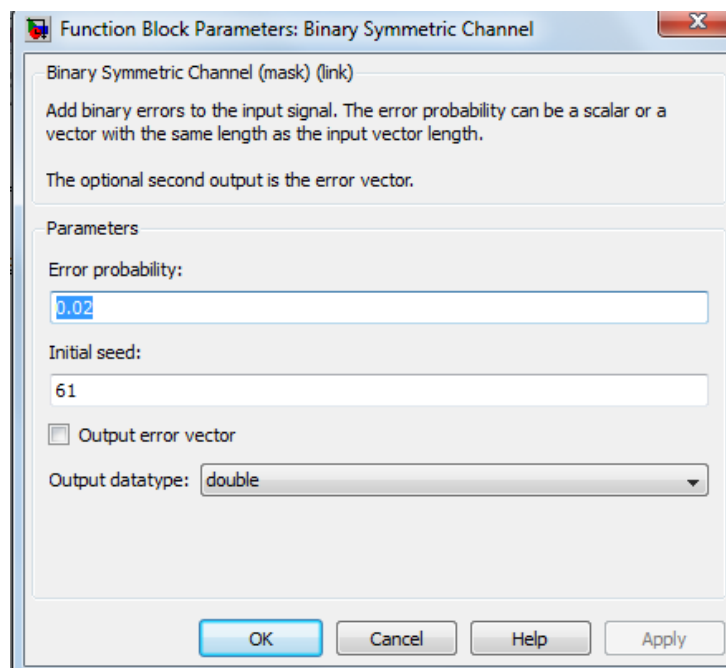 Function Block Parameters: Binary Symmetric Channel
Binary Symmetric Channel (mask) (link)
Add binary errors to the input signal. The error probability can be a scalar or a
vector with the same length as the input vector length.
The optional second output is the error vector.
Parameters
Error probability:
0.02
Initial seed:
61
Output error vector
Output datatype: double
OK Cancel Help Apply